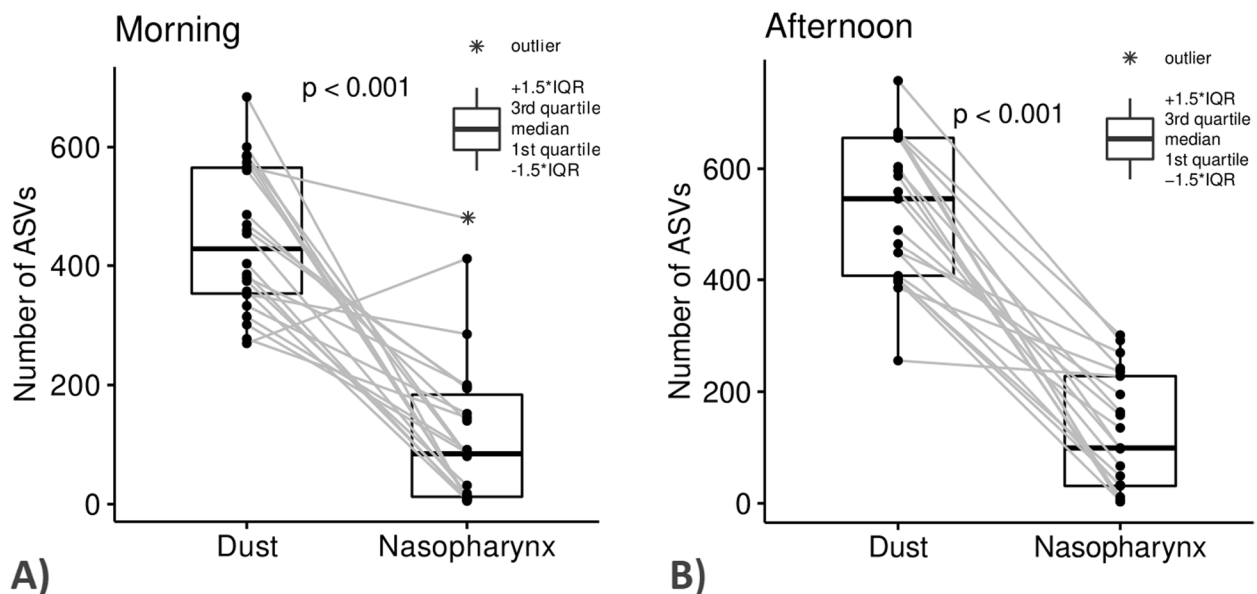 Morning
outlier
+1.5*IQR
3rd quartile
median
1st quartile
-1.5*IQR
p < 0.001
Number of ASVs
600
400
200
0
Dust
Nasopharynx
A)
Afternoon
outlier
+1.5*IQR
3rd quartile
median
1st quartile
−1.5*IQR
p < 0.001
Number of ASVs
600
400
200
0
Dust
Nasopharynx
B)